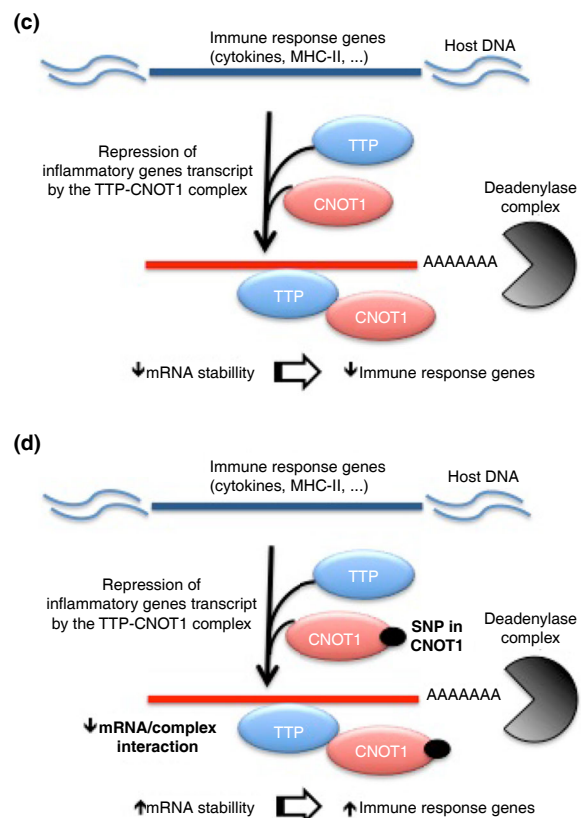 (c)
Immune response genes
(cytokines, MHC-II, ...)
Host DNA
Repression of
inflammatory genes transcript
by the TTP-CNOT1 complex
TTP
CNOT1
Deadenylase
complex
AAAAAAA
TTP
CNOT1
↓mRNA stabillity
↓Immune response genes
(d)
Immune response genes
(cytokines, MHC-II, ...)
Host DNA
Repression of
inflammatory genes transcript
by the TTP-CNOT1 complex
TTP
CNOT1
SNP in
CNOT1
Deadenylase
complex
AAAAAAA
↓mRNA/complex
interaction
TTP
CNOT1
↑mRNA stabillity
↑Immune response genes